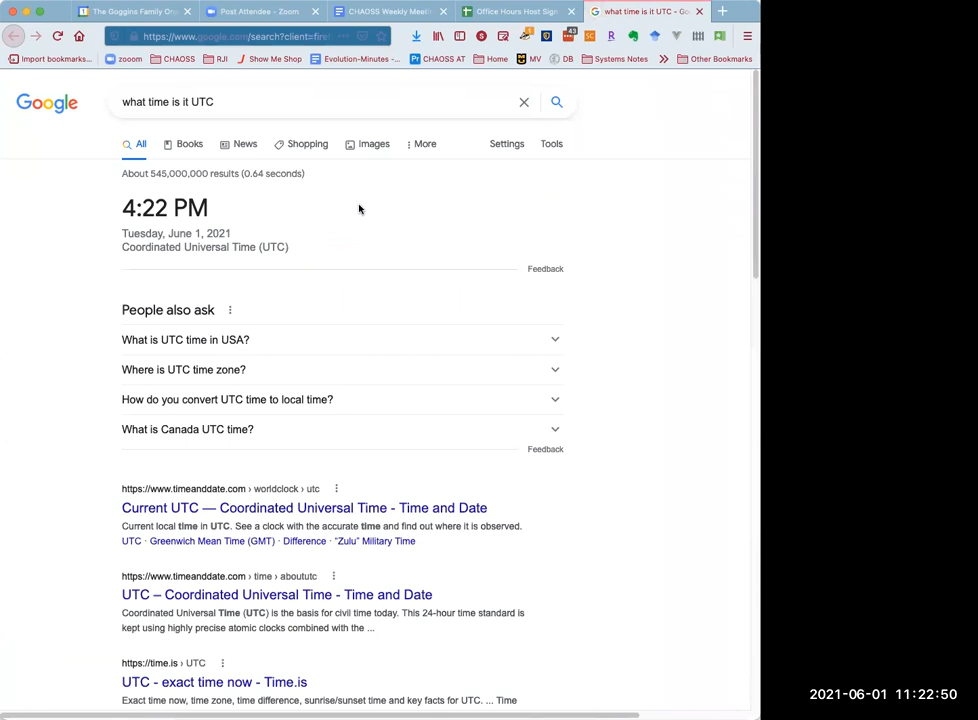 The Goggins Family Cr
Post Attendee - Zoom
CHAOSS Weekly Meeti
Office Hours Host Sign
what time is it UTC - Go
https://www.google.com/search?client=firef
43
Import bookmarks...
zooom
CHAOSS
RJI
Show Me Shop
Evolution-Minutes -...
CHAOSS AT
Home
MV
DB
Systems Notes
Other Bookmarks
Google
what time is it UTC
All
Books
News
Shopping
Images
More
Settings
Tools
About 545,000,000 results (0.64 seconds)
4:22 PM
Tuesday, June 1, 2021
Coordinated Universal Time (UTC)
Feedback
People also ask
What is UTC time in USA?
Where is UTC time zone?
How do you convert UTC time to local time?
What is Canada UTC time?
Feedback
https://www.timeanddate.com › worldclock › utc
Current UTC — Coordinated Universal Time - Time and Date
Current local time in UTC. See a clock with the accurate time and find out where it is observed.
UTC · Greenwich Mean Time (GMT) · Difference · "Zulu" Military Time
https://www.timeanddate.com › time › aboututc
UTC – Coordinated Universal Time - Time and Date
Coordinated Universal Time (UTC) is the basis for civil time today. This 24-hour time standard is
kept using highly precise atomic clocks combined with the ...
https://time.is › UTC
UTC - exact time now - Time.is
Exact time now, time zone, time difference, sunrise/sunset time and key facts for UTC. ... Time
2021-06-01 11:22:50